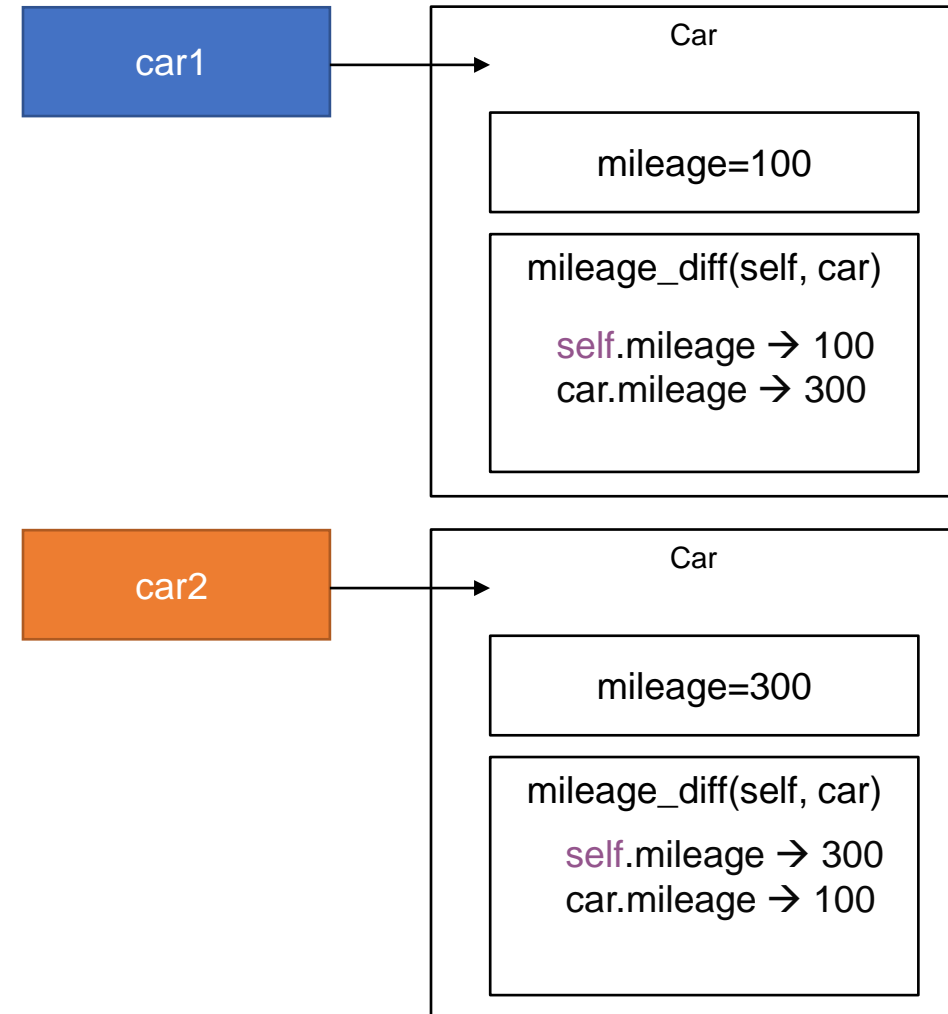 car1
Car
mileage=100
mileage_diff(self, car)
self.mileage → 100
car.mileage → 300
car2
Car
mileage=300
mileage_diff(self, car)
self.mileage → 300
car.mileage → 100